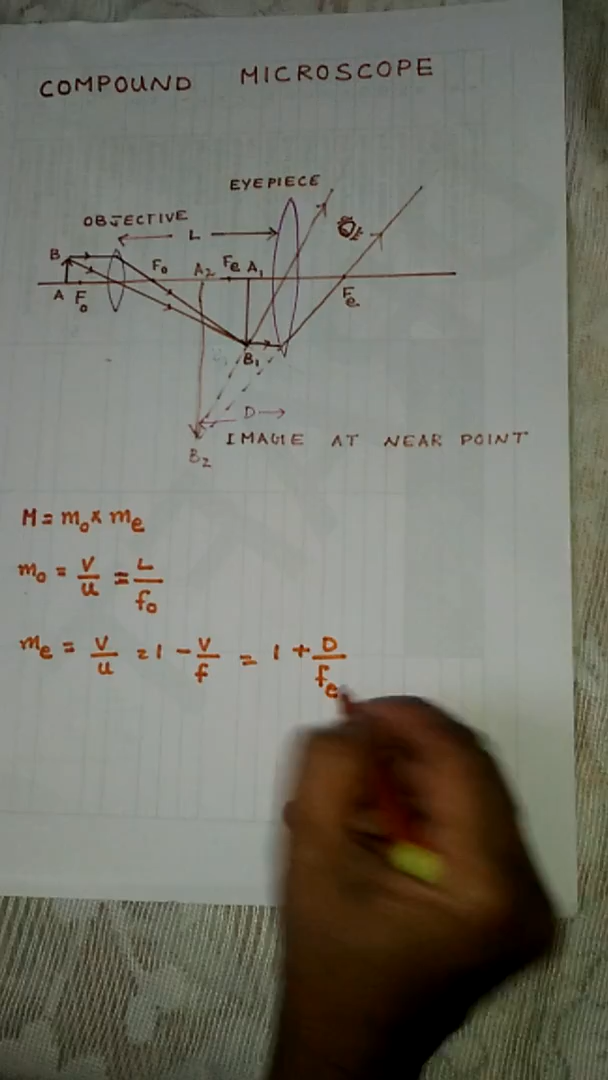 COMPOUND MICROSCOPE
EYEPIECE
OBJECTIVE
L
B
F₀ A₂ Fe A₁
A F₀
Fe
B₁
D
IMAGE AT NEAR POINT
B₂
M = m₀ x me
m₀ = v/u = L/f₀
me = v/u = 1 - v/f = 1 + D/fe